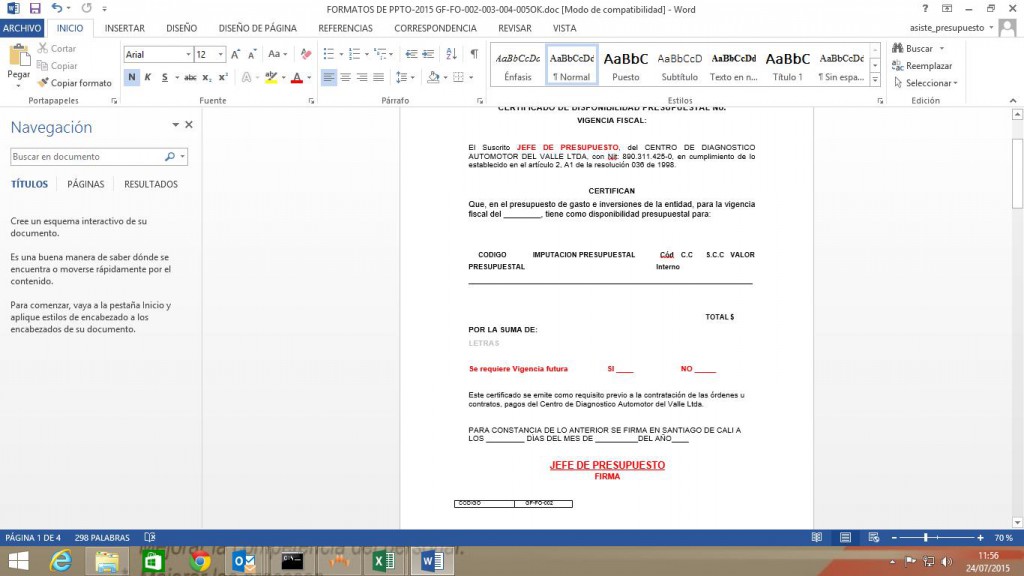 FORMATOS DE PPTO-2015 GF-FO-002-003-004-005OK.doc [Modo de compatibilidad] - Word
ARCHIVO INICIO INSERTAR DISEÑO DISEÑO DE PÁGINA REFERENCIAS CORRESPONDENCIA REVISAR VISTA asiste_presupuesto
Pegar
Cortar
Copiar
Copiar formato
Portapapeles
Arial 12
N K S abc x₂ x²
Fuente
Párrafo
AaBbCcDc AaBbCcDc AaBbC AaBbCcD AaBbCcDd AaBbC AaBbCcDc
Énfasis ¶ Normal Puesto Subtítulo Texto en n... Título 1 ¶ Sin espa...
Estilos
Buscar
Reemplazar
Seleccionar
Edición
Navegación
Buscar en documento
TÍTULOS PÁGINAS RESULTADOS
Cree un esquema interactivo de su
documento.
Es una buena manera de saber dónde se
encuentra o moverse rápidamente por el
contenido.
Para comenzar, vaya a la pestaña Inicio y
aplique estilos de encabezado a los
encabezados de su documento.
CERTIFICADO DE DISPONIBILIDAD PRESUPUESTAL No.
VIGENCIA FISCAL:
El Suscrito JEFE DE PRESUPUESTO, del CENTRO DE DIAGNOSTICO
AUTOMOTOR DEL VALLE LTDA, con Nit: 890.311.425-0, en cumplimiento de lo
establecido en el artículo 2, A1 de la resolución 036 de 1998.
CERTIFICAN
Que, en el presupuesto de gasto e inversiones de la entidad, para la vigencia
fiscal del ________, tiene como disponibilidad presupuestal para:
CODIGO IMPUTACION PRESUPUESTAL Cód C.C S.C.C VALOR
PRESUPUESTAL Interno
TOTAL $
POR LA SUMA DE:
LETRAS
Se requiere Vigencia futura SI ____ NO _____
Este certificado se emite como requisito previo a la contratación de las órdenes u
contratos, pagos del Centro de Diagnostico Automotor del Valle Ltda.
PARA CONSTANCIA DE LO ANTERIOR SE FIRMA EN SANTIAGO DE CALI A
LOS _________ DÍAS DEL MES DE __________DEL AÑO____
JEFE DE PRESUPUESTO
FIRMA
CODIGO GF-FO-002
PÁGINA 1 DE 4 298 PALABRAS 70 %
Mejorar la competencia del personal.
11:56
24/07/2015